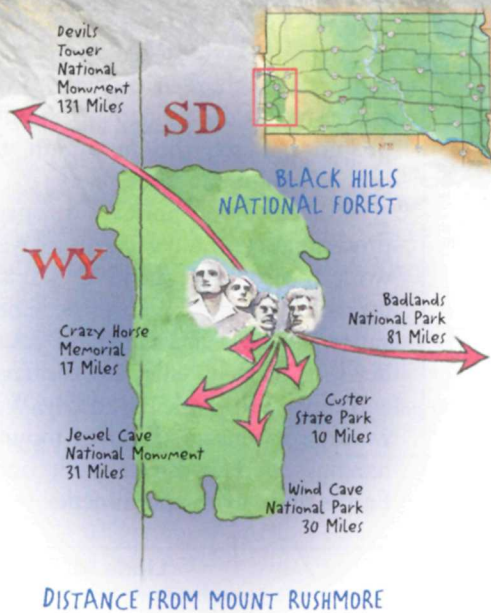 Devils
Tower
National
Monument
131 Miles
SD
BLACK HILLS
NATIONAL FOREST
WY
Badlands
National Park
81 Miles
Crazy Horse
Memorial
17 Miles
Custer
State Park
10 Miles
Jewel Cave
National Monument
31 Miles
Wind Cave
National Park
30 Miles
DISTANCE FROM MOUNT RUSHMORE